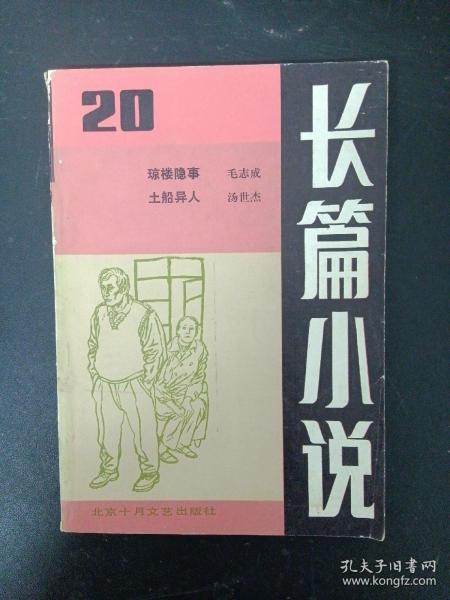 20
琼楼隐事 毛志成
土船异人 汤世杰
长篇小说
北京十月文艺出版社
孔夫子旧书网
www.kongfz.com